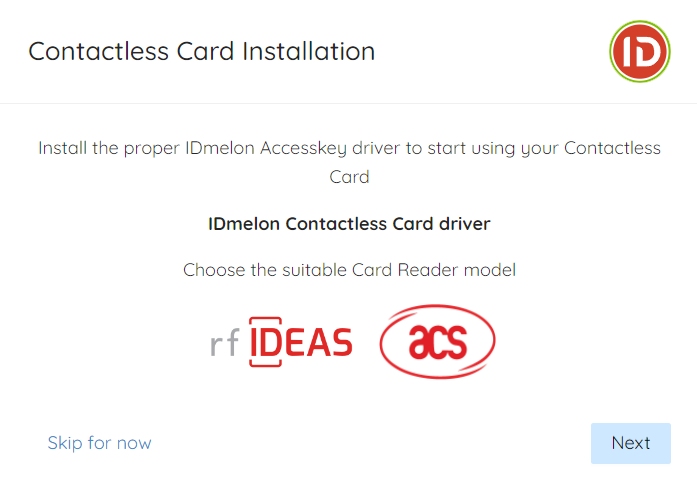 Contactless Card Installation
ID
Install the proper IDmelon Accesskey driver to start using your Contactless
Card
IDmelon Contactless Card driver
Choose the suitable Card Reader model
rf IDEAS
acs
Skip for now
Next